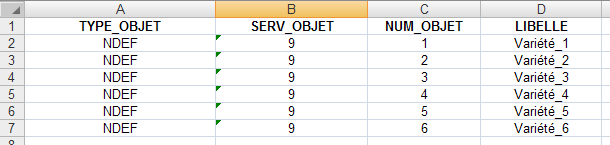 A B C D
1 TYPE_OBJET SERV_OBJET NUM_OBJET LIBELLE
2 NDEF 9 1 Variété_1
3 NDEF 9 2 Variété_2
4 NDEF 9 3 Variété_3
5 NDEF 9 4 Variété_4
6 NDEF 9 5 Variété_5
7 NDEF 9 6 Variété_6